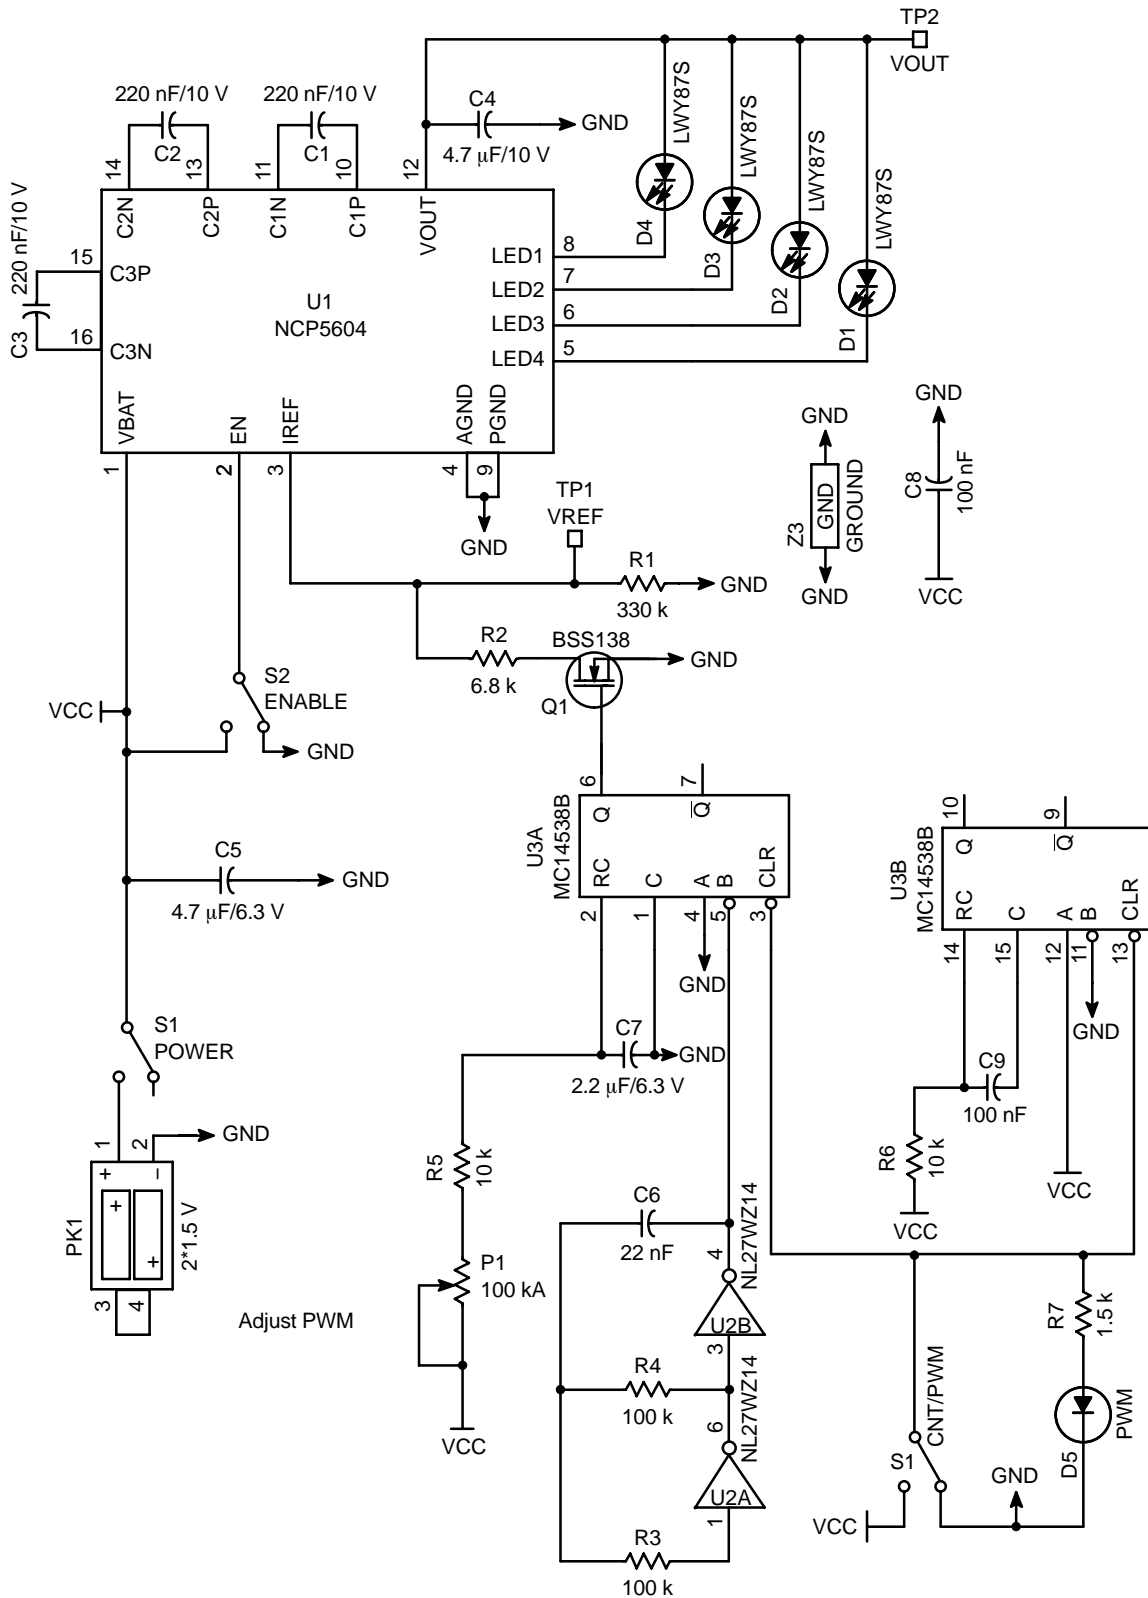 TP2
VOUT
220 nF/10 V
220 nF/10 V
C4
GND
4.7 μF/10 V
C2
C1
14
13
11
10
12
LWY87S
LWY87S
LWY87S
LWY87S
C2N
C2P
C1N
C1P
VOUT
220 nF/10 V
C3
15
C3P
16
C3N
U1
NCP5604
LED1
8
LED2
7
LED3
6
LED4
5
D4
D3
D2
D1
VBAT
EN
IREF
AGND
PGND
1
2
3
4
9
GND
TP1
VREF
R1
330 k
GND
R2
6.8 k
BSS138
Q1
GND
GND
Z3
GND
GROUND
GND
GND
C8
100 nF
VCC
VCC
S2
ENABLE
GND
C5
4.7 μF/6.3 V
GND
S1
POWER
1
2
GND
+
−
+
+
PK1
2*1.5 V
3
4
6
7
U3A
MC14538B
Q
Q
RC
C
A
B
CLR
2
1
4
5
3
GND
C7
GND
2.2 μF/6.3 V
R5
10 k
P1
100 kA
Adjust PWM
VCC
C6
22 nF
4
NL27WZ14
U2B
3
R4
100 k
6
NL27WZ14
U2A
1
R3
100 k
10
9
U3B
MC14538B
Q
Q
RC
C
A
B
CLR
14
15
12
11
13
GND
C9
100 nF
R6
10 k
VCC
VCC
R7
1.5 k
PWM
D5
CNT/PWM
S1
VCC
GND